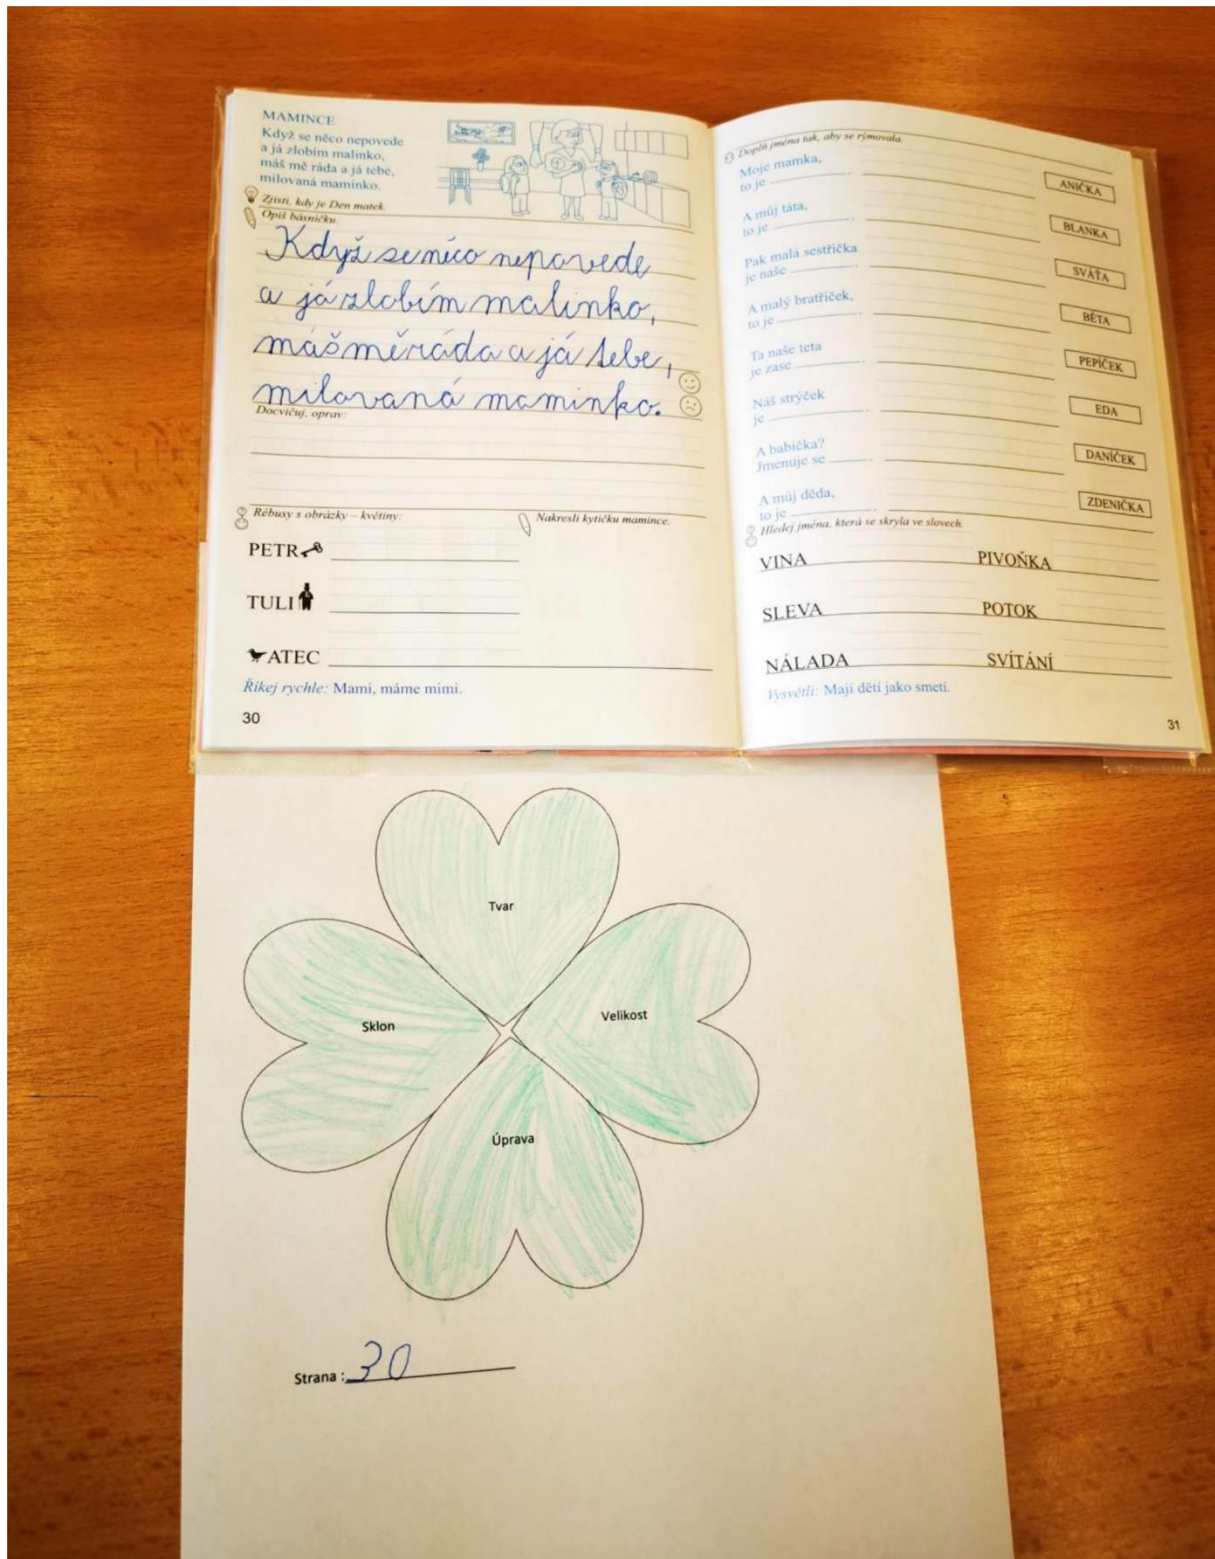 MAMINCE
Když se něco nepovede
a já zlobím malinko,
máš mě ráda a já tebe,
milovaná maminko.
Zjisti, kdy je Den matek.
Opiš básničku.
Když se něco nepovede
a já zlobím malinko,
máš mě ráda a já tebe,
milovaná maminko.
Docvičuj, oprav:
Rébusy s obrázky – květiny:
Nakresli kytičku mamince.
PETR
TULI
ATEC
Říkej rychle: Mami, máme mimi.
30
Doplň jména tak, aby se rýmovala.
Moje mamka,
to je
ANIČKA
A můj táta,
to je
BLANKA
Pak malá sestřička
je naše
SVÁŤA
A malý bratříček,
to je
BĚTA
Ta naše teta
je zase
PEPÍČEK
Náš strýček
je
EDA
A babička?
Jmenuje se
DANÍČEK
A můj děda,
to je
ZDENIČKA
Hledej jména, která se skryla ve slovech.
VINA PIVOŇKA
SLEVA POTOK
NÁLADA SVÍTÁNÍ
Vysvětli: Mají dětí jako smetí.
31
Tvar
Sklon
Velikost
Úprava
Strana : 30